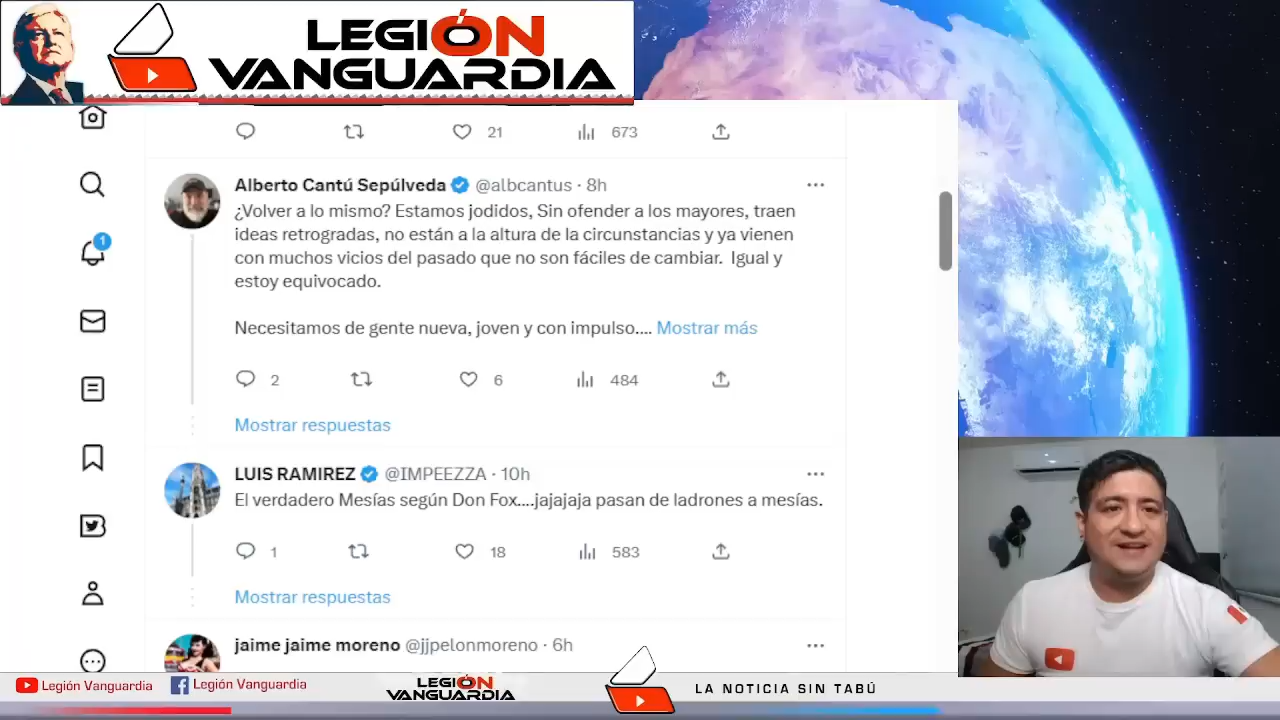 LEGIÓN
VANGUARDIA
21
673
Alberto Cantú Sepúlveda @albcantus · 8h
¿Volver a lo mismo? Estamos jodidos, Sin ofender a los mayores, traen
ideas retrogradas, no están a la altura de la circunstancias y ya vienen
con muchos vicios del pasado que no son fáciles de cambiar. Igual y
estoy equivocado.
Necesitamos de gente nueva, joven y con impulso.... Mostrar más
2
6
484
Mostrar respuestas
1
LUIS RAMIREZ @IMPEEZZA · 10h
El verdadero Mesías según Don Fox....jajajaja pasan de ladrones a mesías.
1
18
583
Mostrar respuestas
jaime jaime moreno @jjpelonmoreno · 6h
Legión Vanguardia
Legión Vanguardia
LEGIÓN
VANGUARDIA
LA NOTICIA SIN TABÚ